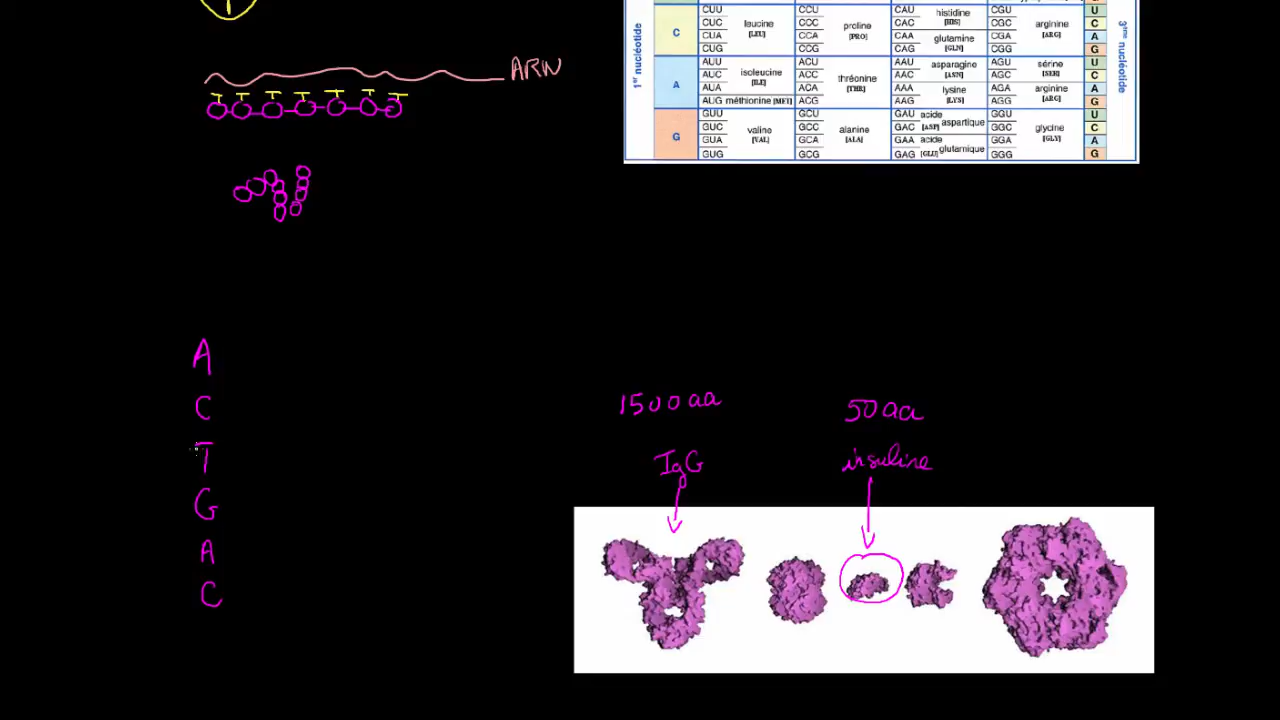 U
CUU CCU CAU histidine [HIS] CGU U
CUC leucine [LEU] CCC proline [PRO] CAC CGC arginine [ARG] C
C CUA CCA CAA glutamine [GLN] CGA A
CUG CCG CAG CGG G
AUU ACU AAU asparagine [ASN] AGU sérine [SER] U
AUC isoleucine [ILE] ACC thréonine [THR] AAC AGC C
A AUA ACA AAA lysine [LYS] AGA arginine [ARG] A
AUG méthionine [MET] ACG AAG AGG G
GUU GCU GAU acide aspartique [ASP] GGU U
GUC valine [VAL] GCC alanine [ALA] GAC GGC glycine [GLY] C
G GUA GCA GAA acide glutamique [GLU] GGA A
GUG GCG GAG GGG G
1er nucléotide
3ème nucléotide
ARN
T T T T T T T
A
C
T
G
A
C
1500 aa 50 aa
IgG insuline